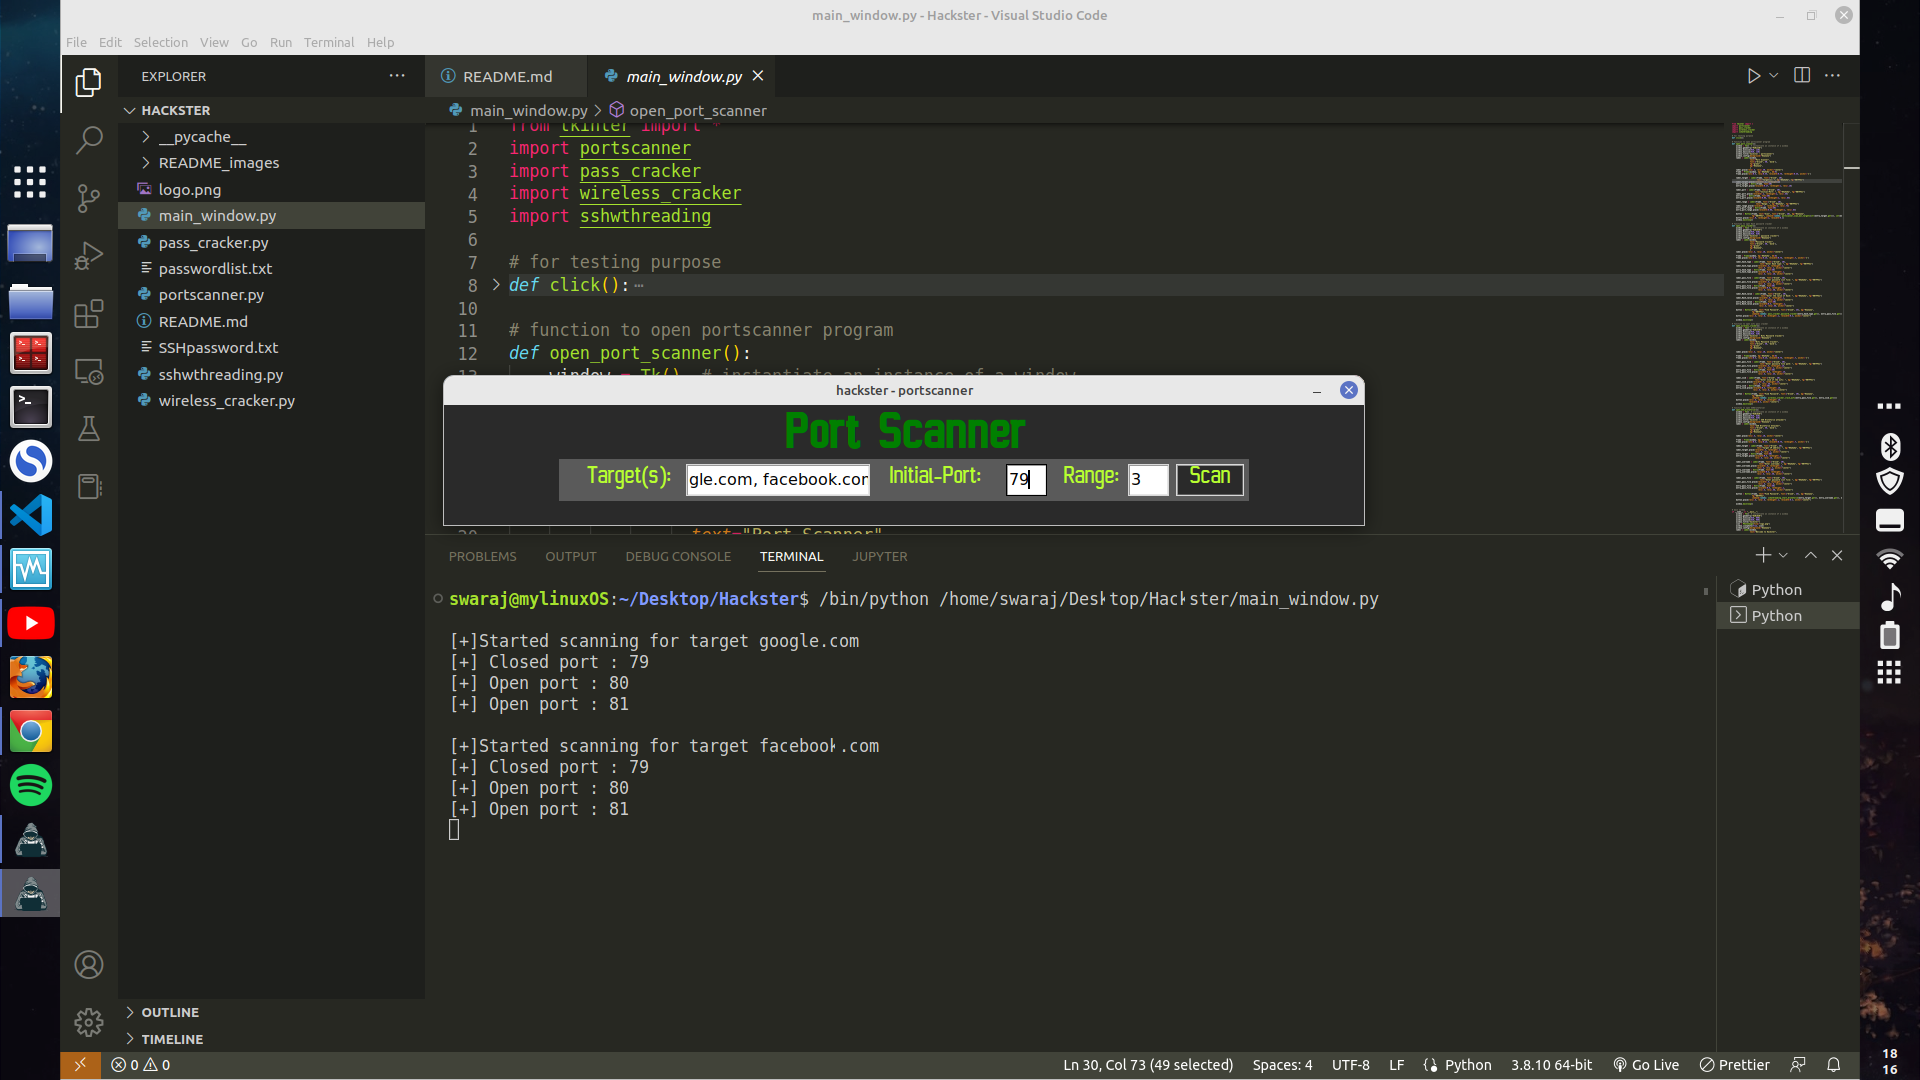 main_window.py - Hackster - Visual Studio Code
File Edit Selection View Go Run Terminal Help
EXPLORER
README.md
main_window.py
HACKSTER
main_window.py > open_port_scanner
__pycache__
README_images
logo.png
main_window.py
pass_cracker.py
passwordlist.txt
portscanner.py
README.md
SSHpassword.txt
sshwthreading.py
wireless_cracker.py
1 from tkinter import *
2 import portscanner
3 import pass_cracker
4 import wireless_cracker
5 import sshwthreading
6
7 # for testing purpose
8 def click():
10
11 # function to open portscanner program
12 def open_port_scanner():
13 window = Tk() # instantiate an instance of a window
hackster - portscanner
Port Scanner
Target(s): gle.com, facebook.cor Initial-Port: 79 Range: 3 Scan
20 text="Port Scanner"
PROBLEMS OUTPUT DEBUG CONSOLE TERMINAL JUPYTER
swaraj@mylinuxOS:~/Desktop/Hackster$ /bin/python /home/swaraj/Desktop/Hackster/main_window.py
[+]Started scanning for target google.com
[+] Closed port : 79
[+] Open port : 80
[+] Open port : 81
[+]Started scanning for target facebook.com
[+] Closed port : 79
[+] Open port : 80
[+] Open port : 81
Python
Python
OUTLINE
TIMELINE
0 0
Ln 30, Col 73 (49 selected) Spaces: 4 UTF-8 LF Python 3.8.10 64-bit Go Live Prettier
18
16